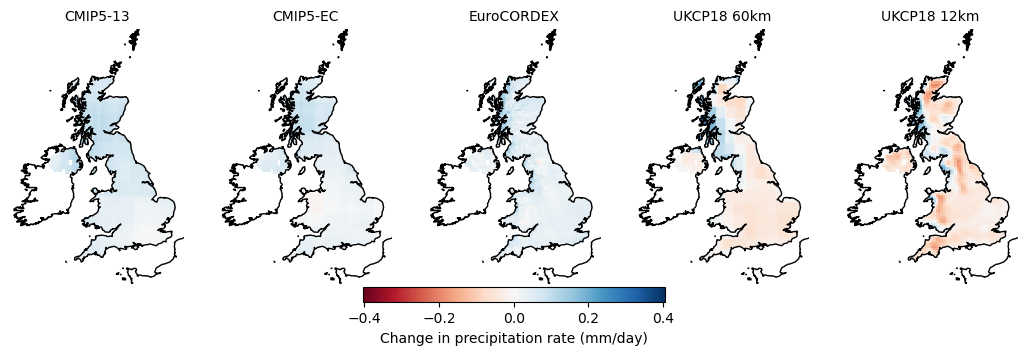 CMIP5-13 CMIP5-EC EuroCORDEX UKCP18 60km UKCP18 12km
−0.4 −0.2 0.0 0.2 0.4
Change in precipitation rate (mm/day)